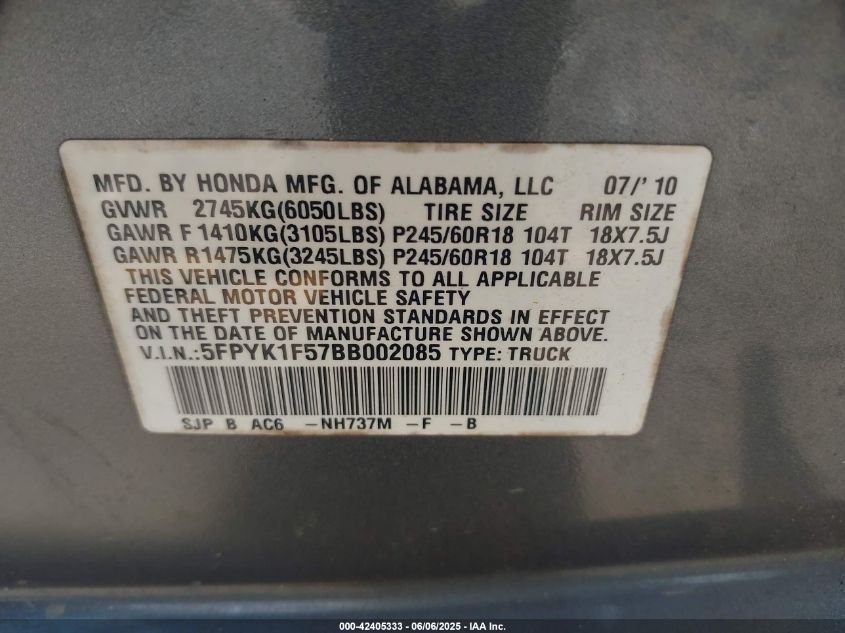 MFD. BY HONDA MFG. OF ALABAMA, LLC 07/' 10
GVWR 2745KG(6050LBS) TIRE SIZE RIM SIZE
GAWR F 1410KG(3105LBS) P245/60R18 104T 18X7.5J
GAWR R1475KG(3245LBS) P245/60R18 104T 18X7.5J
THIS VEHICLE CONFORMS TO ALL APPLICABLE
FEDERAL MOTOR VEHICLE SAFETY
AND THEFT PREVENTION STANDARDS IN EFFECT
ON THE DATE OF MANUFACTURE SHOWN ABOVE.
V.I.N.:5FPYK1F57BB002085 TYPE: TRUCK
SJP B AC6 -NH737M -F -B
000-42405333 - 06/06/2025 - IAA Inc.